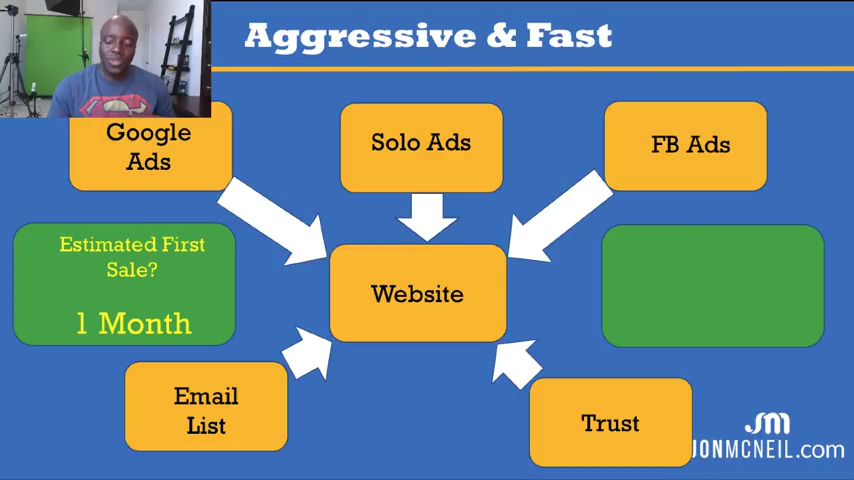 Aggressive & Fast
Google
Ads
Solo Ads
FB Ads
Estimated First
Sale?
1 Month
Website
Email
List
Trust
JM
JONMCNEIL.com